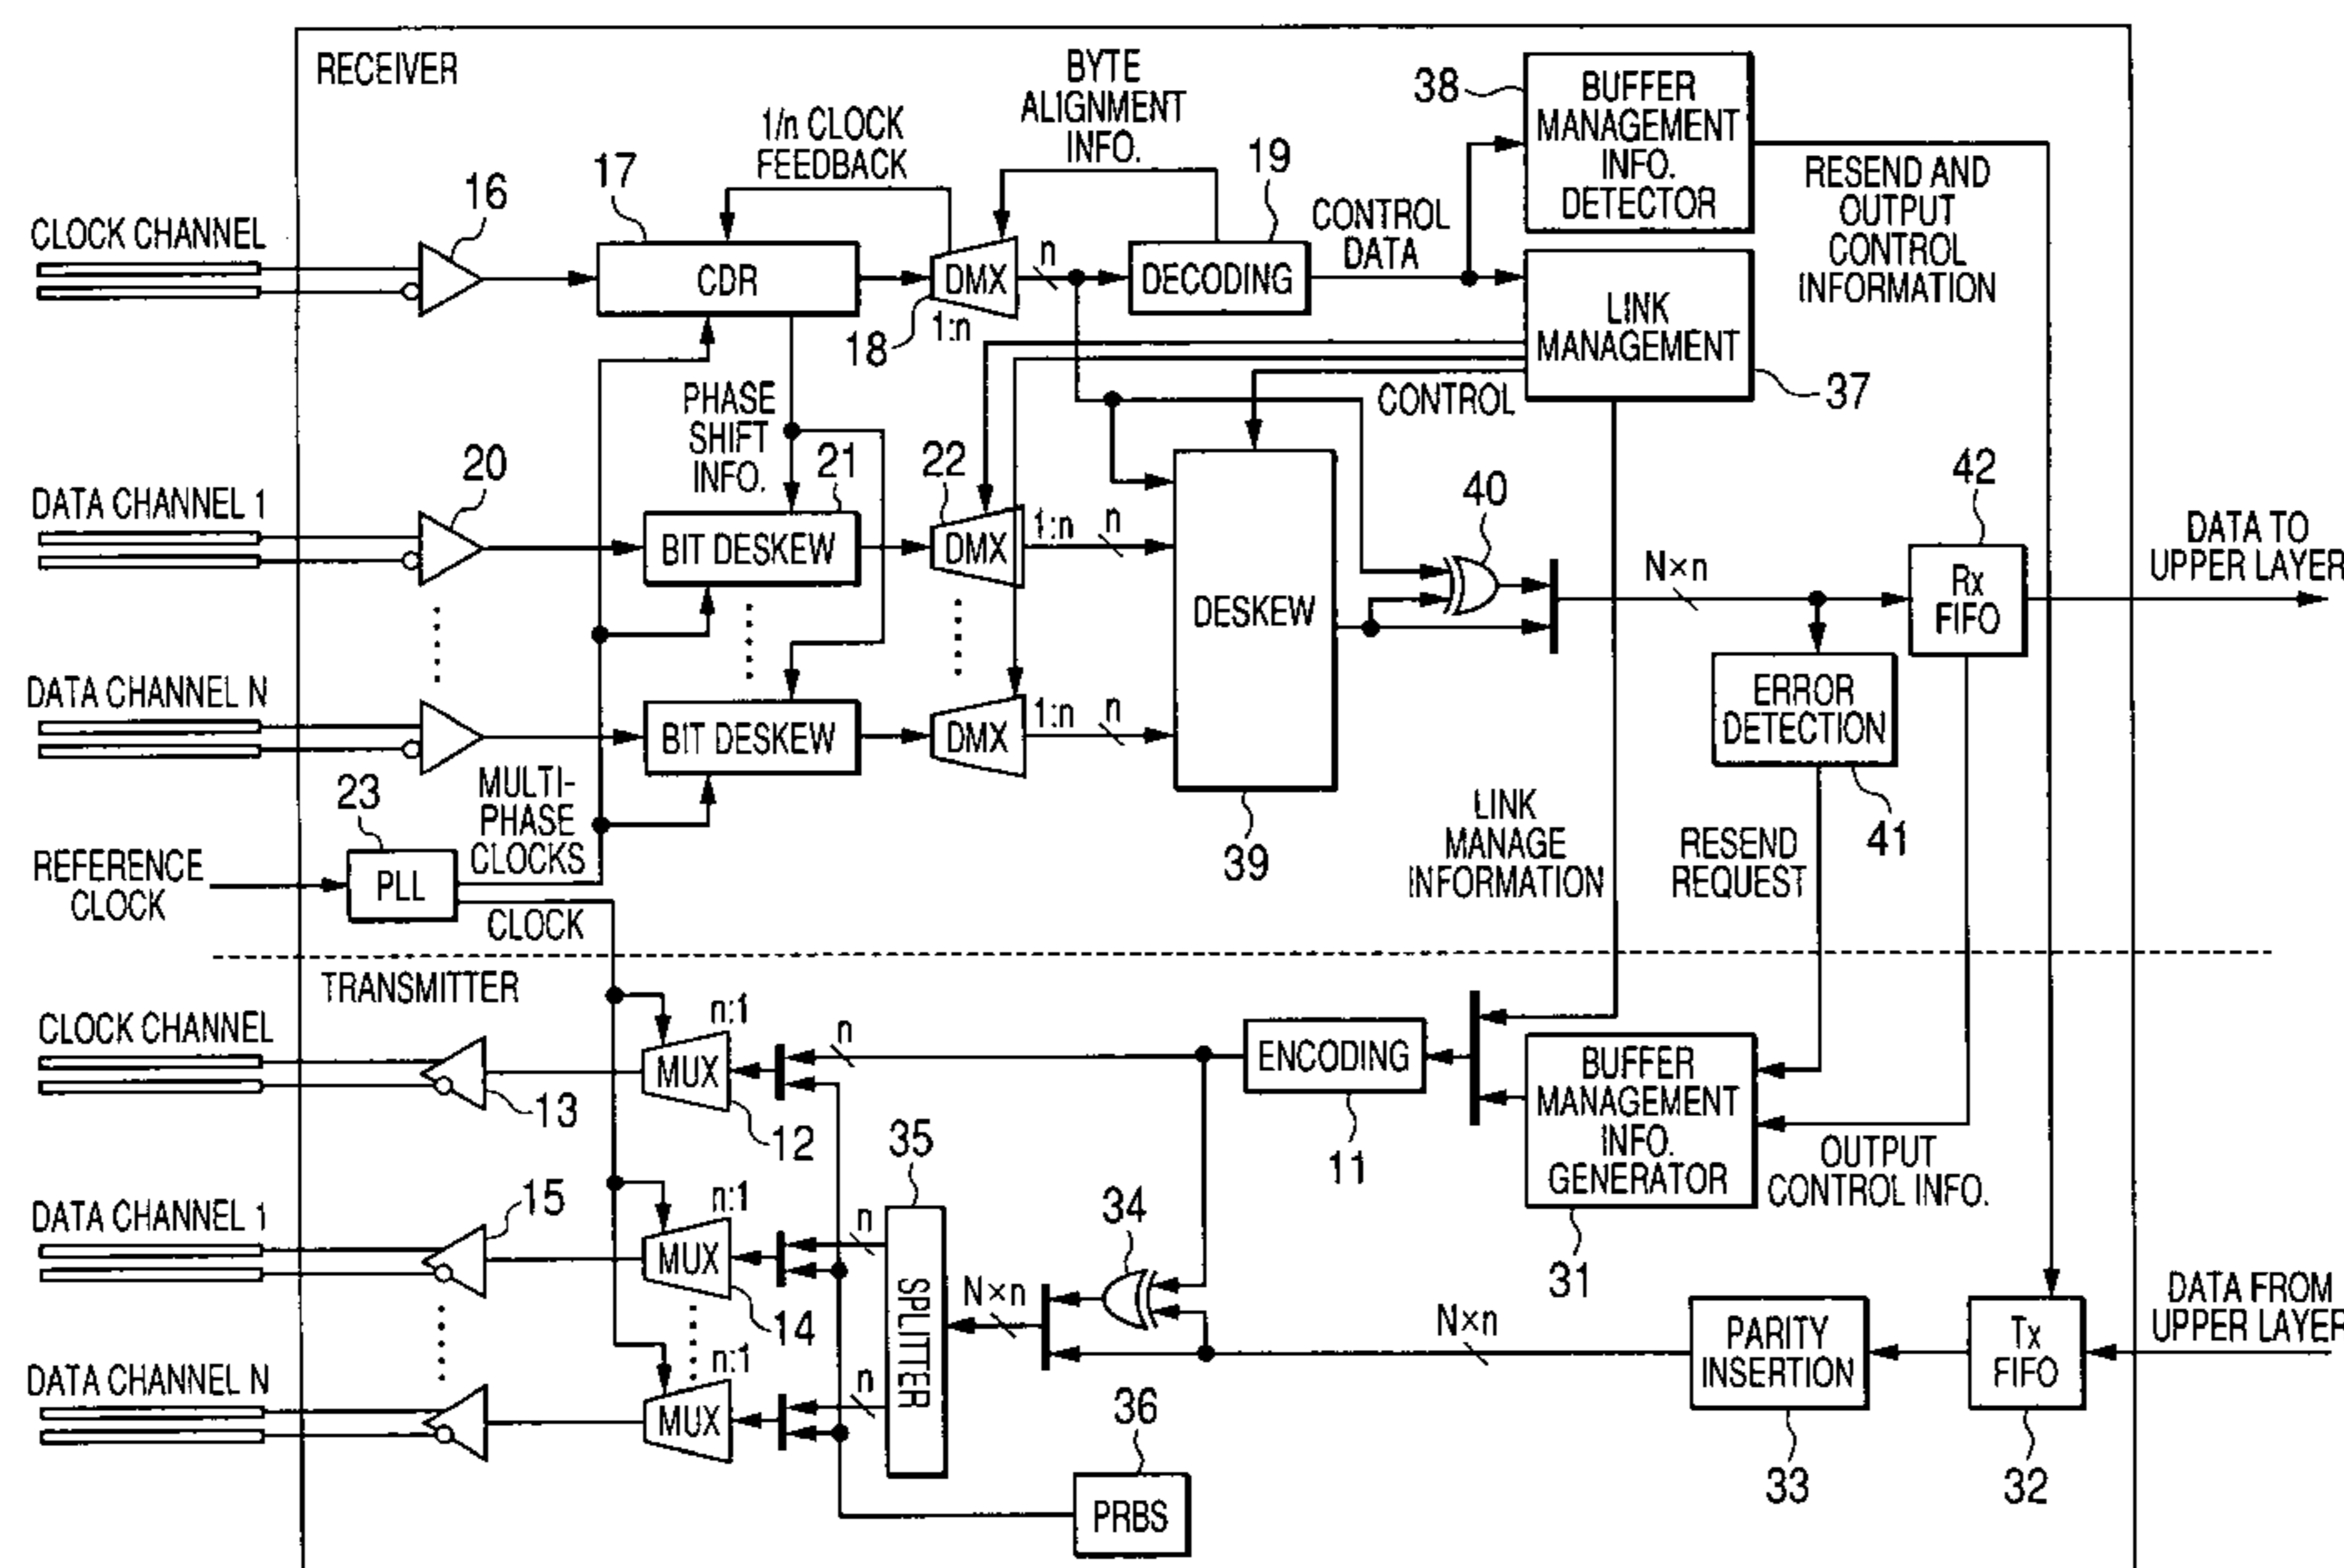 RECEIVER
BYTE
ALIGNMENT
INFO.
1/n CLOCK
FEEDBACK
38
BUFFER
MANAGEMENT
INFO.
DETECTOR
RESEND AND
OUTPUT
CONTROL
INFORMATION
16
17
19
CLOCK CHANNEL
CDR
DMX
n
18
1:n
DECODING
CONTROL
DATA
LINK
MANAGEMENT
37
CONTROL
PHASE
SHIFT
INFO.
DATA CHANNEL 1
20
21
BIT DESKEW
22
DMX
1:n
n
DESKEW
39
40
N×n
42
Rx
FIFO
DATA TO
UPPER LAYER
DATA CHANNEL N
BIT DESKEW
DMX
1:n
n
ERROR
DETECTION
41
23
MULTI-
PHASE
CLOCKS
REFERENCE
CLOCK
PLL
CLOCK
LINK
MANAGE
INFORMATION
RESEND
REQUEST
TRANSMITTER
CLOCK CHANNEL
13
n:1
MUX
12
n
ENCODING
11
BUFFER
MANAGEMENT
INFO.
GENERATOR
31
OUTPUT
CONTROL INFO.
DATA CHANNEL 1
15
n:1
MUX
14
n
35
SPLITTER
34
N×n
N×n
PARITY
INSERTION
33
Tx
FIFO
32
DATA FROM
UPPER LAYER
DATA CHANNEL N
n:1
MUX
n
36
PRBS